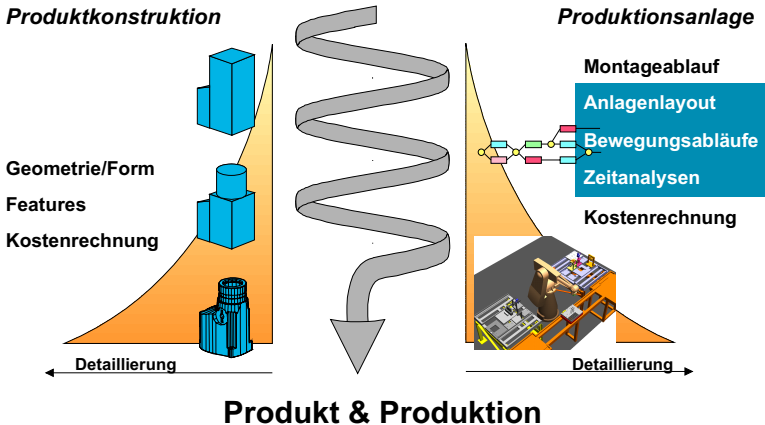 Produktkonstruktion
Produktionsanlage
Montageablauf
Anlagenlayout
Bewegungsabläufe
Zeitanalysen
Kostenrechnung
Geometrie/Form
Features
Kostenrechnung
Detaillierung
Detaillierung
Produkt & Produktion